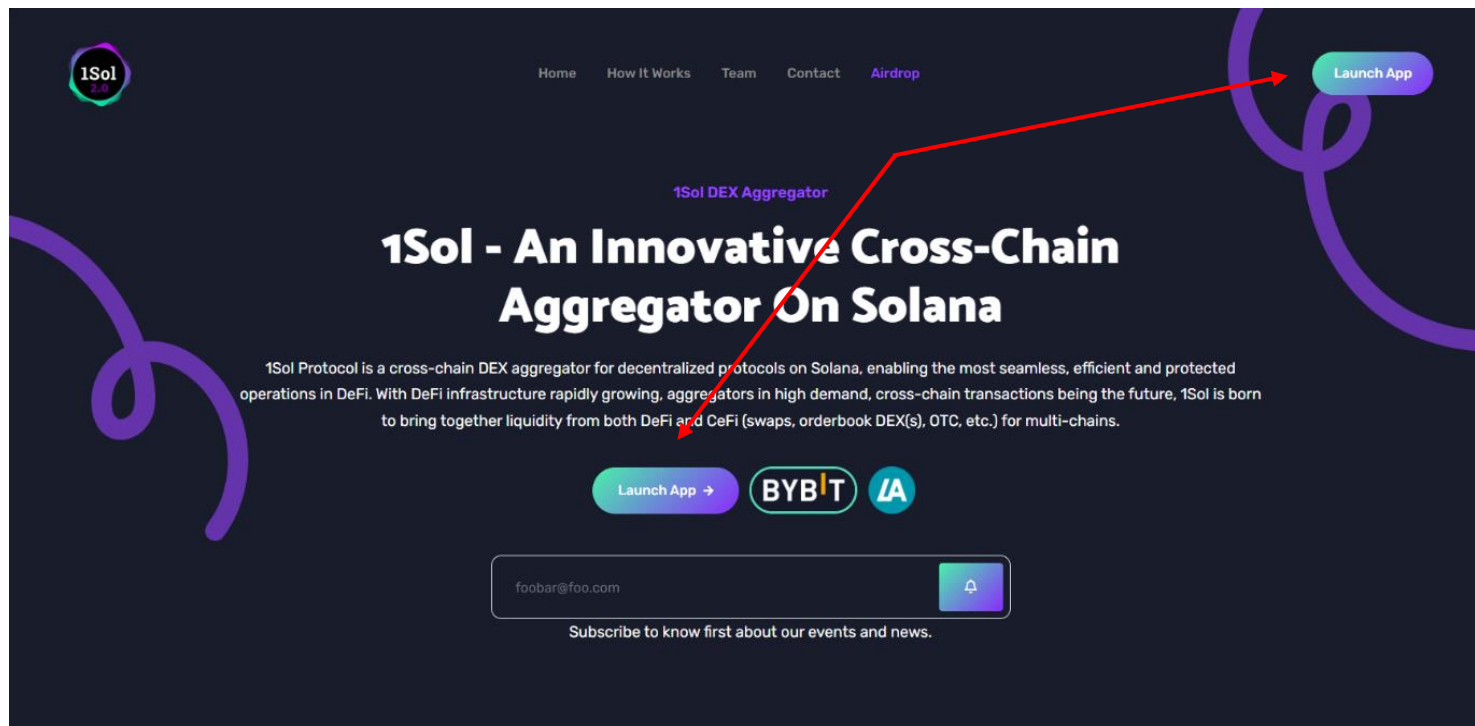 1Sol
2.0
Home How It Works Team Contact Airdrop
Launch App
1Sol DEX Aggregator
1Sol - An Innovative Cross-Chain
Aggregator On Solana
1Sol Protocol is a cross-chain DEX aggregator for decentralized protocols on Solana, enabling the most seamless, efficient and protected
operations in DeFi. With DeFi infrastructure rapidly growing, aggregators in high demand, cross-chain transactions being the future, 1Sol is born
to bring together liquidity from both DeFi and CeFi (swaps, orderbook DEX(s), OTC, etc.) for multi-chains.
Launch App → BYBIT LA
foobar@foo.com
Subscribe to know first about our events and news.